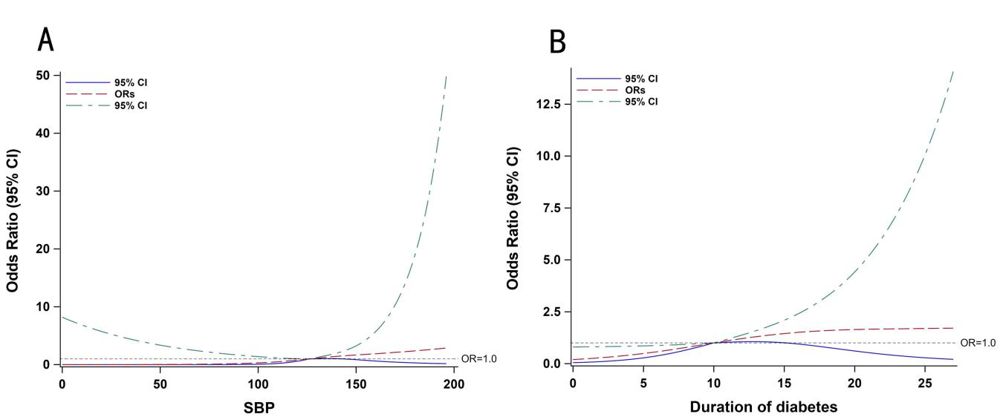 A
95% CI
ORs
95% CI
50
40
30
20
10
0
Odds Ratio (95% CI)
OR=1.0
0 50 100 150 200
SBP
B
95% CI
ORs
95% CI
12.5
10.0
7.5
5.0
2.5
0.0
Odds Ratio (95% CI)
OR=1.0
0 5 10 15 20 25
Duration of diabetes